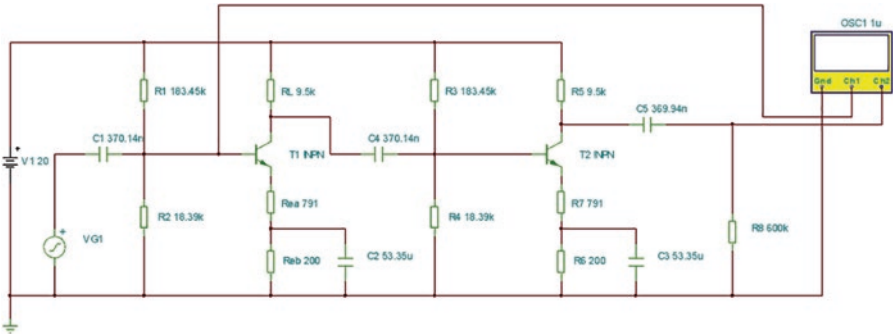 OSC1 1u
Gnd Ch1 Ch2
R1 183.45k
RL 9.5k
R3 183.45k
R5 9.5k
C5 369.94n
C1 370.14n
C4 370.14n
V1 20
T1 !NPN
T2 !NPN
Rea 791
R7 791
R2 18.39k
R4 18.39k
R8 600k
VG1
Reb 200
C2 53.35u
R6 200
C3 53.35u